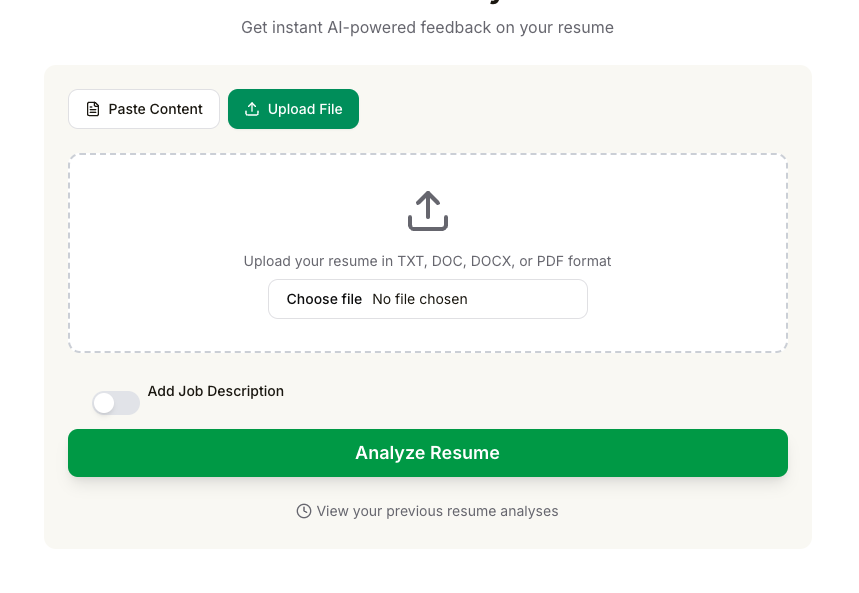 Get instant AI-powered feedback on your resume
Paste Content
Upload File
Upload your resume in TXT, DOC, DOCX, or PDF format
Choose file No file chosen
Add Job Description
Analyze Resume
View your previous resume analyses